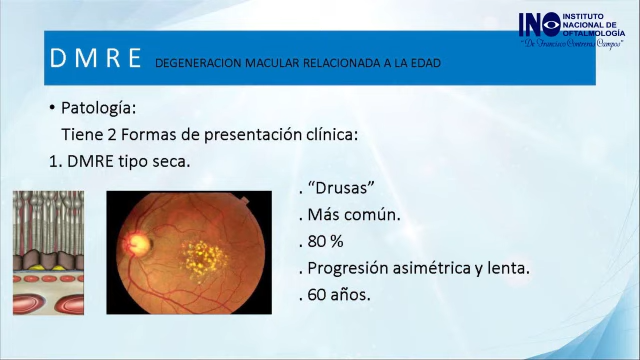 INO INSTITUTO
NACIONAL DE
OFTALMOLOGÍA
"Dr. Francisco Contreras Campos"
DMRE DEGENERACION MACULAR RELACIONADA A LA EDAD
• Patología:
Tiene 2 Formas de presentación clínica:
1. DMRE tipo seca.
. “Drusas”
. Más común.
. 80 %
. Progresión asimétrica y lenta.
. 60 años.